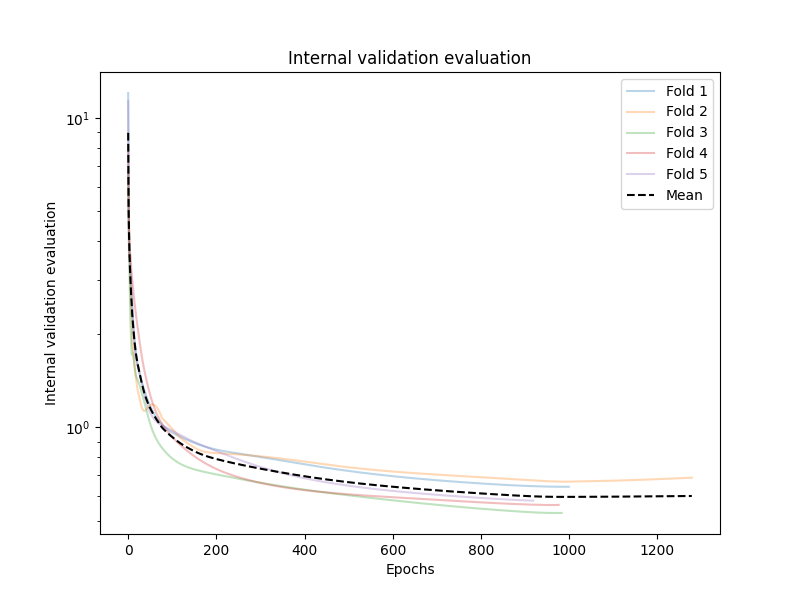 Internal validation evaluation
Internal validation evaluation
10¹
10⁰
0 200 400 600 800 1000 1200
Epochs
Fold 1
Fold 2
Fold 3
Fold 4
Fold 5
Mean